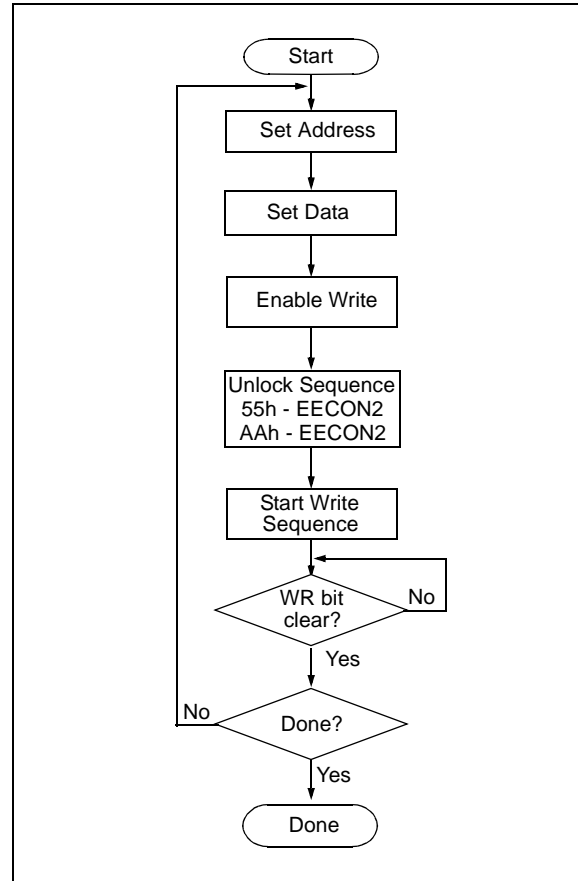 Start
Set Address
Set Data
Enable Write
Unlock Sequence
55h - EECON2
AAh - EECON2
Start Write
Sequence
WR bit
clear?
No
Yes
Done?
No
Yes
Done